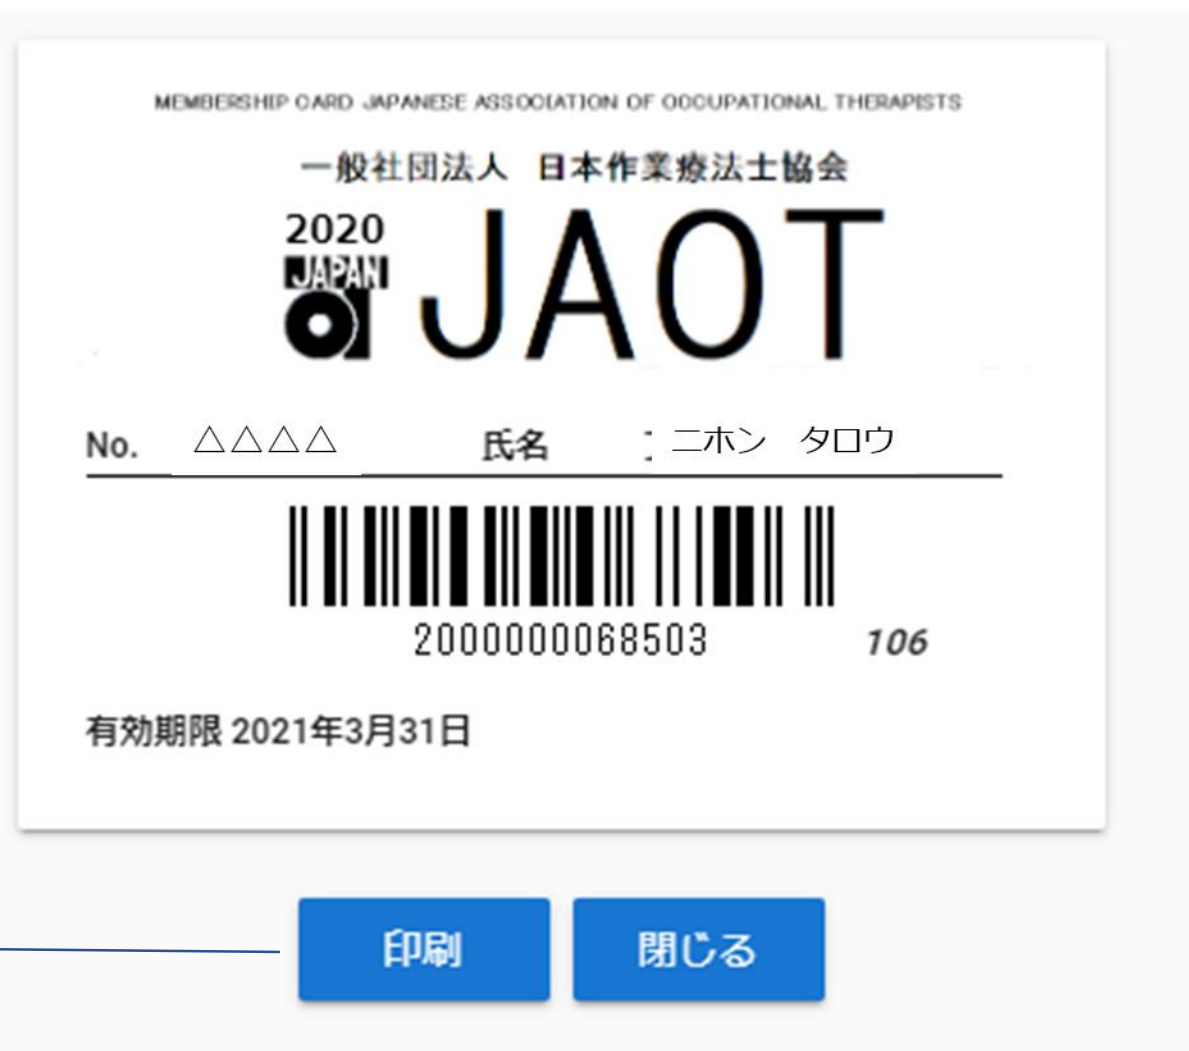 MEMBERSHIP CARD JAPANESE ASSOCIATION OF OCCUPATIONAL THERAPISTS
一般社団法人 日本作業療法士協会
2020
JAPAN
JAOT
No. △△△△ 氏名 ニホン タロウ
2000000068503 106
有効期限 2021年3月31日
印刷 閉じる